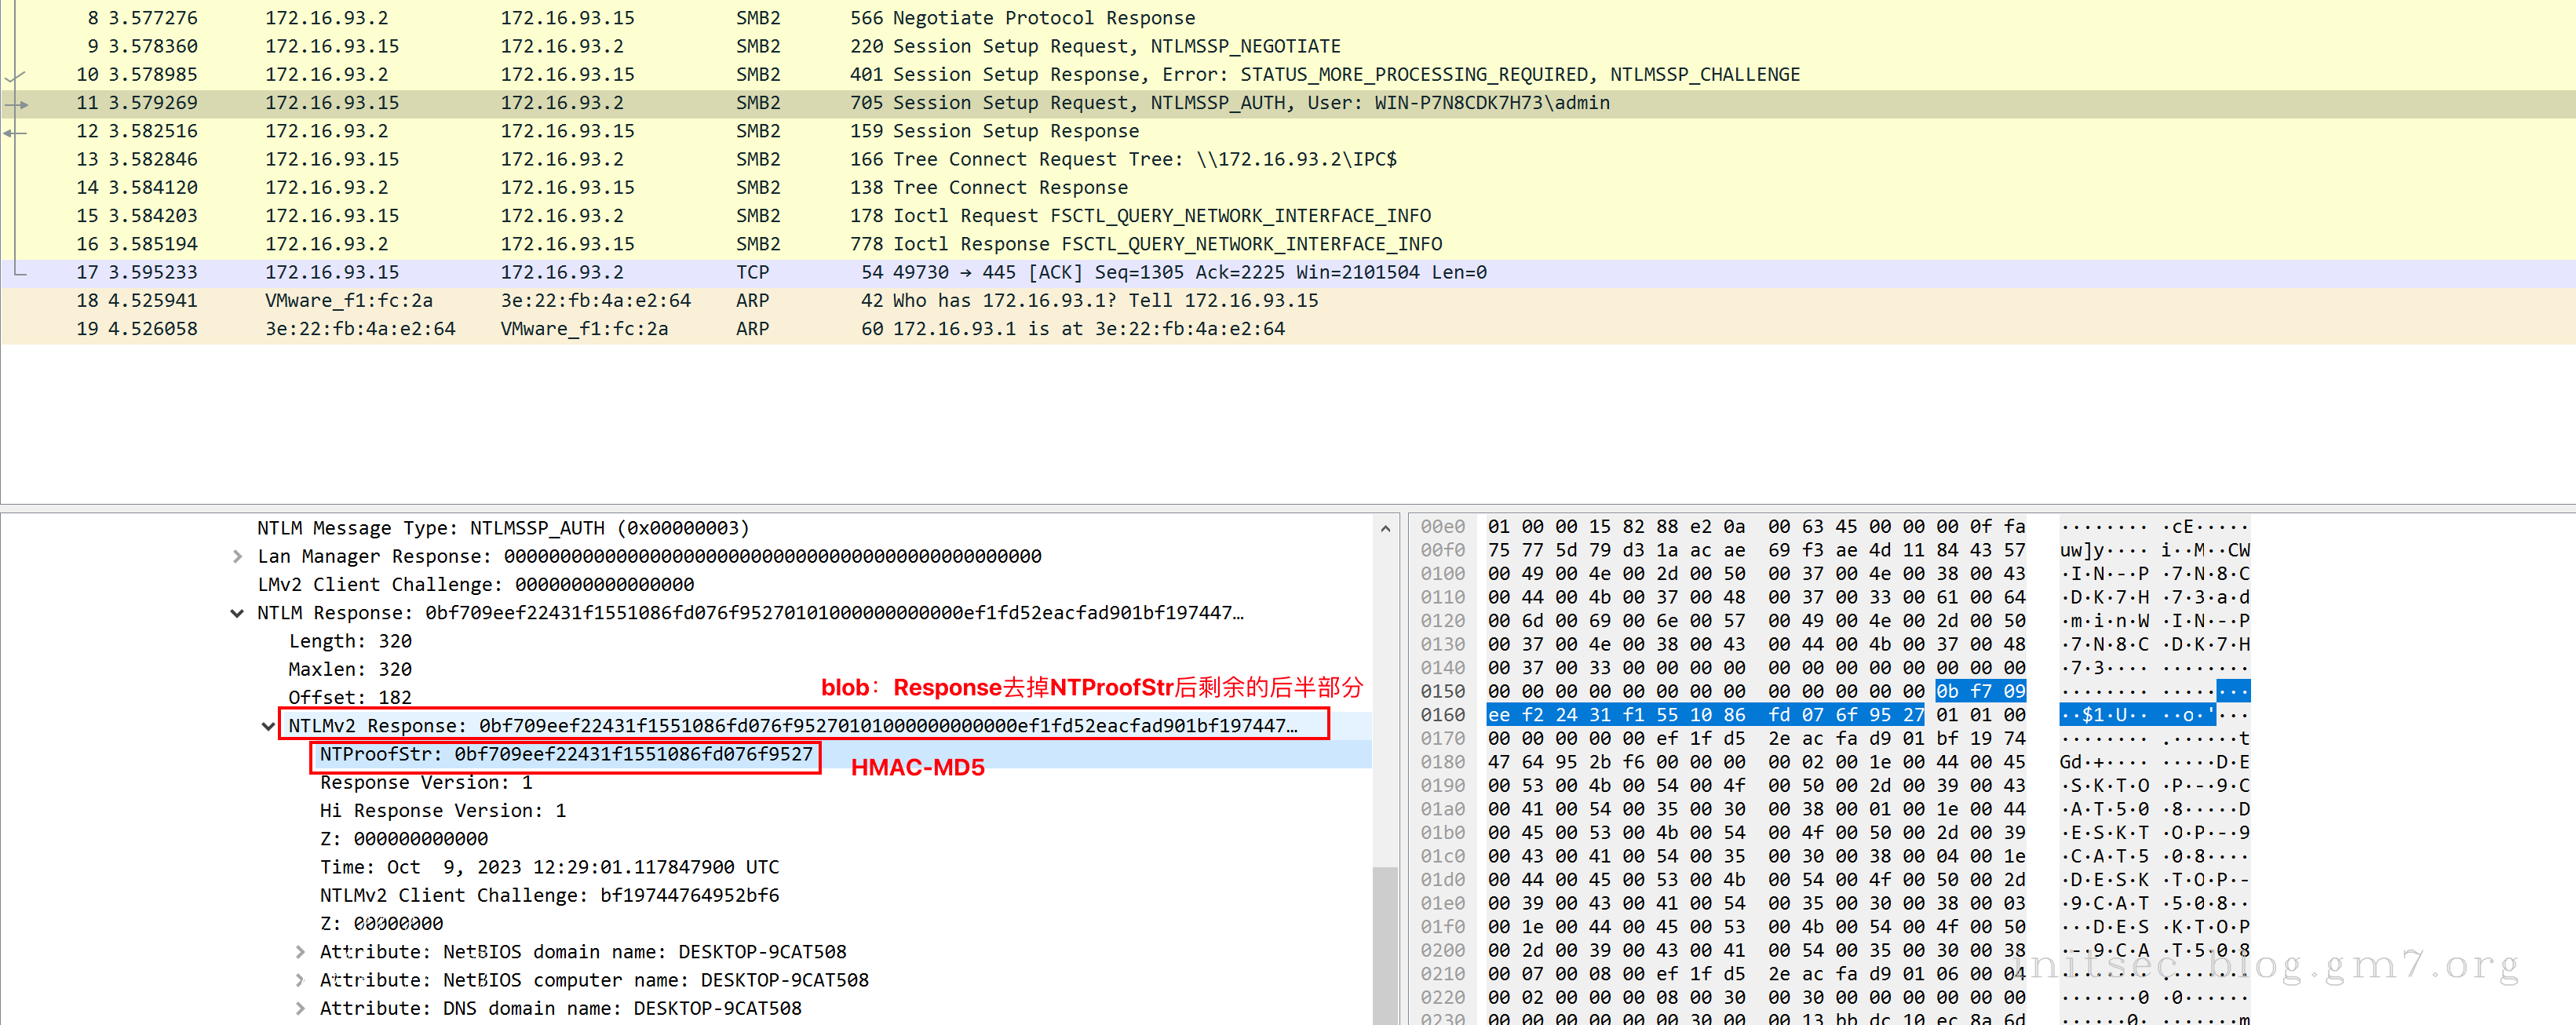 8 3.577276 172.16.93.2 172.16.93.15 SMB2 566 Negotiate Protocol Response
9 3.578360 172.16.93.15 172.16.93.2 SMB2 220 Session Setup Request, NTLMSSP_NEGOTIATE
10 3.578985 172.16.93.2 172.16.93.15 SMB2 401 Session Setup Response, Error: STATUS_MORE_PROCESSING_REQUIRED, NTLMSSP_CHALLENGE
11 3.579269 172.16.93.15 172.16.93.2 SMB2 705 Session Setup Request, NTLMSSP_AUTH, User: WIN-P7N8CDK7H73\admin
12 3.582516 172.16.93.2 172.16.93.15 SMB2 159 Session Setup Response
13 3.582846 172.16.93.15 172.16.93.2 SMB2 166 Tree Connect Request Tree: \\172.16.93.2\IPC$
14 3.584120 172.16.93.2 172.16.93.15 SMB2 138 Tree Connect Response
15 3.584203 172.16.93.15 172.16.93.2 SMB2 178 Ioctl Request FSCTL_QUERY_NETWORK_INTERFACE_INFO
16 3.585194 172.16.93.2 172.16.93.15 SMB2 778 Ioctl Response FSCTL_QUERY_NETWORK_INTERFACE_INFO
17 3.595233 172.16.93.15 172.16.93.2 TCP 54 49730 → 445 [ACK] Seq=1305 Ack=2225 Win=2101504 Len=0
18 4.525941 VMware_f1:fc:2a 3e:22:fb:4a:e2:64 ARP 42 Who has 172.16.93.1? Tell 172.16.93.15
19 4.526058 3e:22:fb:4a:e2:64 VMware_f1:fc:2a ARP 60 172.16.93.1 is at 3e:22:fb:4a:e2:64
NTLM Message Type: NTLMSSP_AUTH (0x00000003)
Lan Manager Response: 000000000000000000000000000000000000000000000000
LMv2 Client Challenge: 0000000000000000
NTLM Response: 0bf709eef22431f1551086fd076f95270101000000000000ef1fd52eacfad901bf197447…
Length: 320
Maxlen: 320
Offset: 182
blob：Response去掉NTProofStr后剩余的后半部分
NTLMv2 Response: 0bf709eef22431f1551086fd076f95270101000000000000ef1fd52eacfad901bf197447…
NTProofStr: 0bf709eef22431f1551086fd076f9527
HMAC-MD5
Response Version: 1
Hi Response Version: 1
Z: 000000000000
Time: Oct  9, 2023 12:29:01.117847900 UTC
NTLMv2 Client Challenge: bf19744764952bf6
Z: 00000000
Attribute: NetBIOS domain name: DESKTOP-9CAT508
Attribute: NetBIOS computer name: DESKTOP-9CAT508
Attribute: DNS domain name: DESKTOP-9CAT508
00e0 01 00 00 15 82 88 e2 0a 00 63 45 00 00 00 0f fa ········ ·cE·····
00f0 75 77 5d 79 d3 1a ac ae 69 f3 ae 4d 11 84 43 57 uw]y···· i··M··CW
0100 00 49 00 4e 00 2d 00 50 00 37 00 4e 00 38 00 43 ·I·N·-·P ·7·N·8·C
0110 00 44 00 4b 00 37 00 48 00 37 00 33 00 61 00 64 ·D·K·7·H ·7·3·a·d
0120 00 6d 00 69 00 6e 00 57 00 49 00 4e 00 2d 00 50 ·m·i·n·W ·I·N·-·P
0130 00 37 00 4e 00 38 00 43 00 44 00 4b 00 37 00 48 ·7·N·8·C ·D·K·7·H
0140 00 37 00 33 00 00 00 00 00 00 00 00 00 00 00 00 ·7·3···· ········
0150 00 00 00 00 00 00 00 00 00 00 00 00 00 0b f7 09 ········ ········
0160 ee f2 24 31 f1 55 10 86 fd 07 6f 95 27 01 01 00 ··$1·U·· ··o·'···
0170 00 00 00 00 00 ef 1f d5 2e ac fa d9 01 bf 19 74 ········ .······t
0180 47 64 95 2b f6 00 00 00 00 02 00 1e 00 44 00 45 Gd·+···· ·····D·E
0190 00 53 00 4b 00 54 00 4f 00 50 00 2d 00 39 00 43 ·S·K·T·O ·P·-·9·C
01a0 00 41 00 54 00 35 00 30 00 38 00 01 00 1e 00 44 ·A·T·5·0 ·8·····D
01b0 00 45 00 53 00 4b 00 54 00 4f 00 50 00 2d 00 39 ·E·S·K·T ·O·P·-·9
01c0 00 43 00 41 00 54 00 35 00 30 00 38 00 04 00 1e ·C·A·T·5 ·0·8····
01d0 00 44 00 45 00 53 00 4b 00 54 00 4f 00 50 00 2d ·D·E·S·K ·T·O·P·-
01e0 00 39 00 43 00 41 00 54 00 35 00 30 00 38 00 03 ·9·C·A·T ·5·0·8··
01f0 00 1e 00 44 00 45 00 53 00 4b 00 54 00 4f 00 50 ···D·E·S ·K·T·O·P
0200 00 2d 00 39 00 43 00 41 00 54 00 35 00 30 00 38 ·-·9·C·A ·T·5·0·8
0210 00 07 00 08 00 ef 1f d5 2e ac fa d9 01 06 00 04 ········ .·······
0220 00 02 00 00 00 08 00 30 00 30 00 00 00 00 00 00 ·······0 ·0······
0230 00 00 00 00 00 00 30 00 00 13 bb dc 10 ec 8a 6d ······0· ·······m
initsec blog.gm7.org